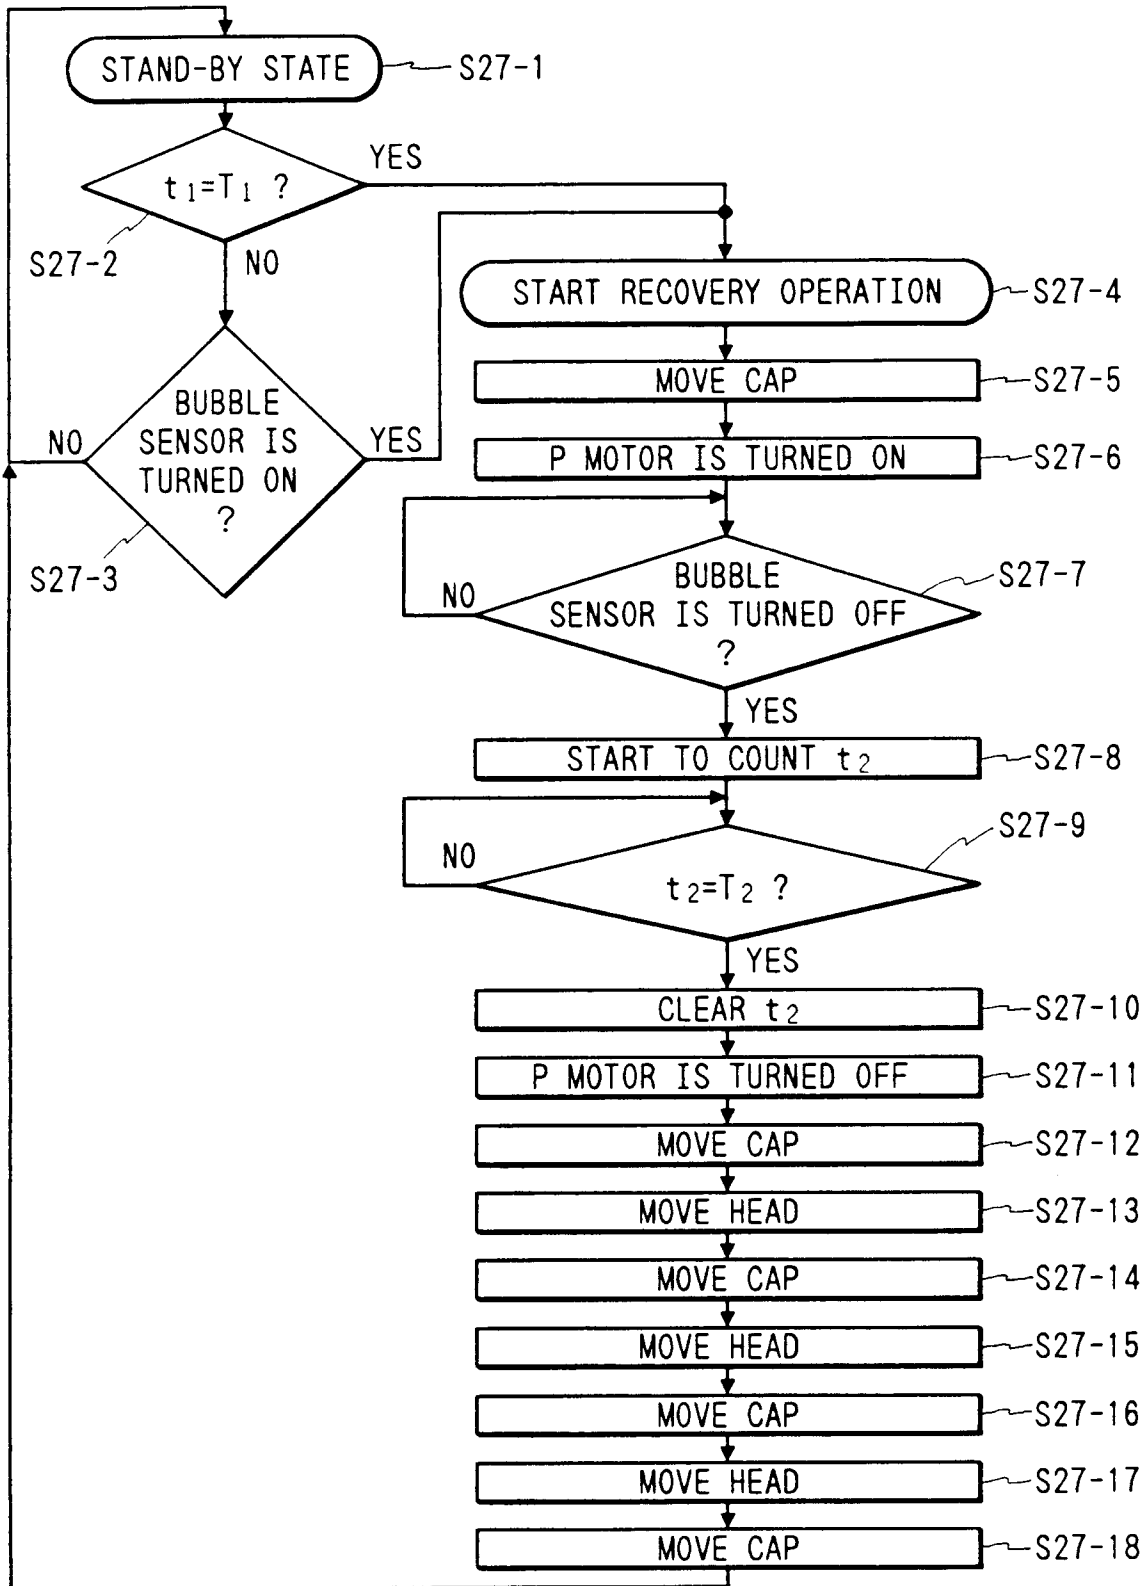 STAND-BY STATE
S27-1
t1=T1 ?
YES
S27-2
NO
BUBBLE
SENSOR IS
TURNED ON
?
NO
YES
S27-3
START RECOVERY OPERATION
S27-4
MOVE CAP
S27-5
P MOTOR IS TURNED ON
S27-6
BUBBLE
SENSOR IS TURNED OFF
?
S27-7
NO
YES
START TO COUNT t2
S27-8
S27-9
NO
t2=T2 ?
YES
CLEAR t2
S27-10
P MOTOR IS TURNED OFF
S27-11
MOVE CAP
S27-12
MOVE HEAD
S27-13
MOVE CAP
S27-14
MOVE HEAD
S27-15
MOVE CAP
S27-16
MOVE HEAD
S27-17
MOVE CAP
S27-18